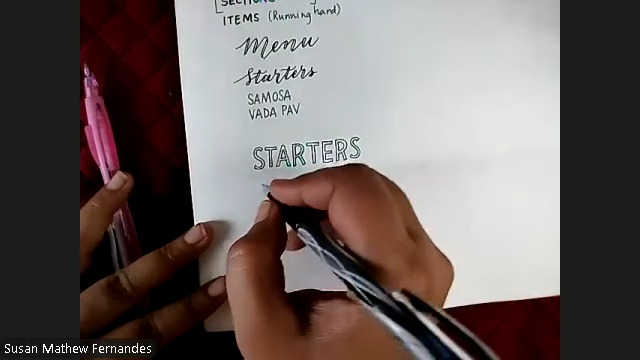 SECTIONS
ITEMS (Running hand)
Menu
Starters
SAMOSA
VADA PAV
STARTERS
Susan Mathew Fernandes